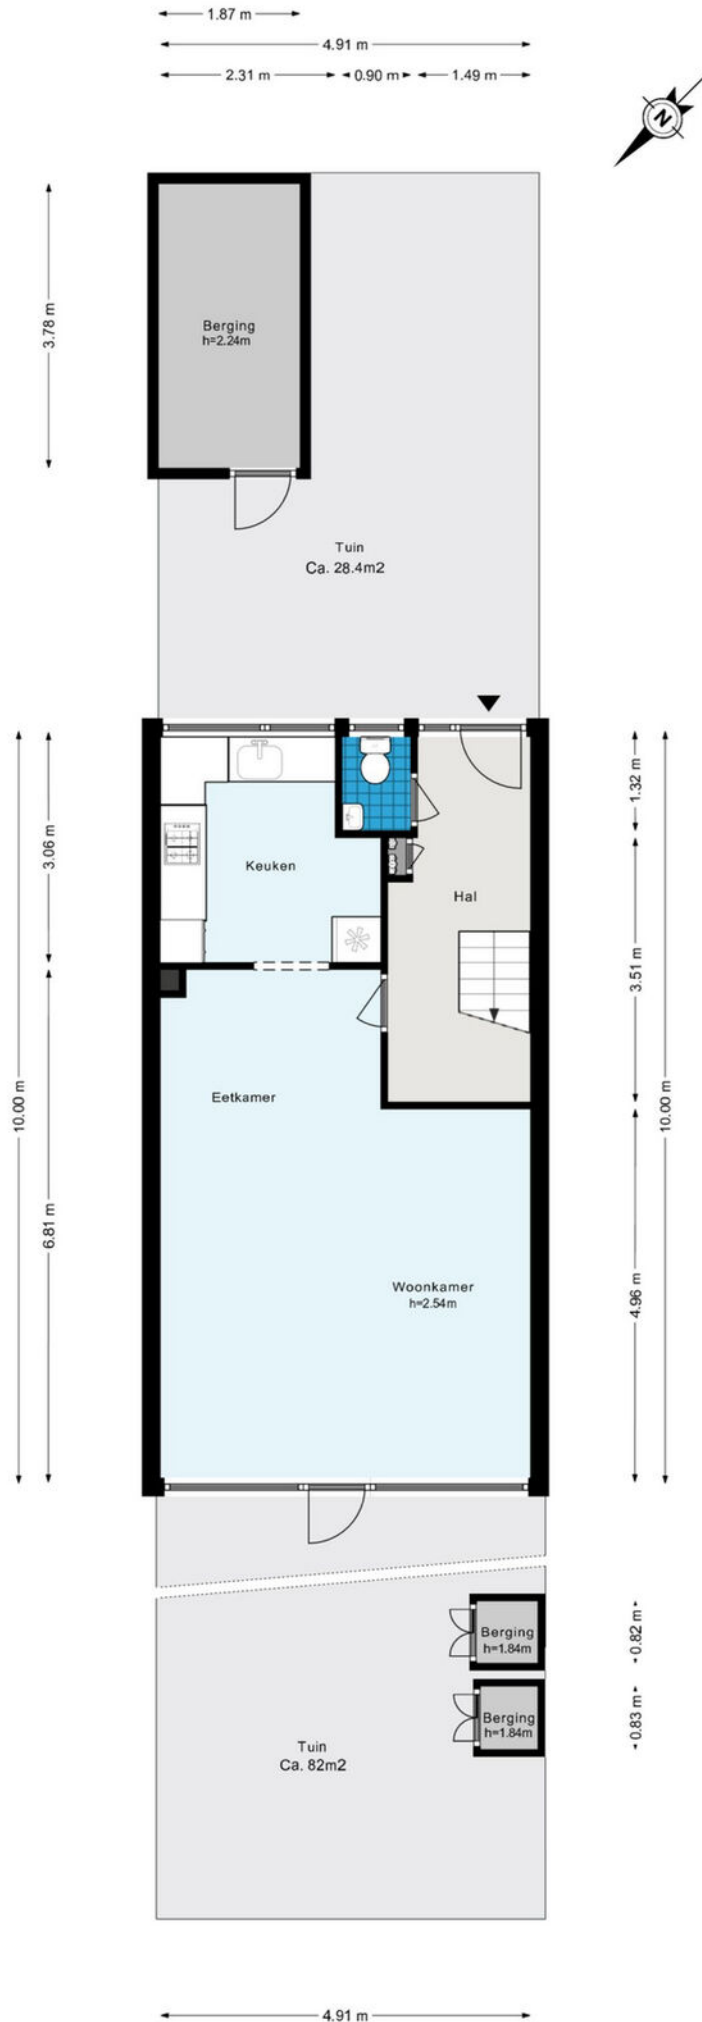 1.87 m
4.91 m
2.31 m
0.90 m
1.49 m
N
3.78 m
Berging
h=2.24m
Tuin
Ca. 28.4m2
10.00 m
3.06 m
6.81 m
Keuken
Hal
1.32 m
3.51 m
4.96 m
10.00 m
Eetkamer
Woonkamer
h=2.54m
Berging
h=1.84m
0.82 m
Berging
h=1.84m
0.83 m
Tuin
Ca. 82m2
4.91 m